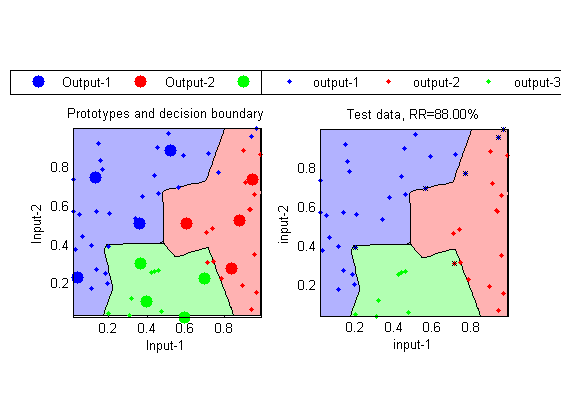 Output-1 Output-2 output-1 output-2 output-3
Prototypes and decision boundary Test data, RR=88.00%
Input-2
0.8
0.6
0.4
0.2
0.2 0.4 0.6 0.8
Input-1
input-2
0.8
0.6
0.4
0.2
0.2 0.4 0.6 0.8
input-1